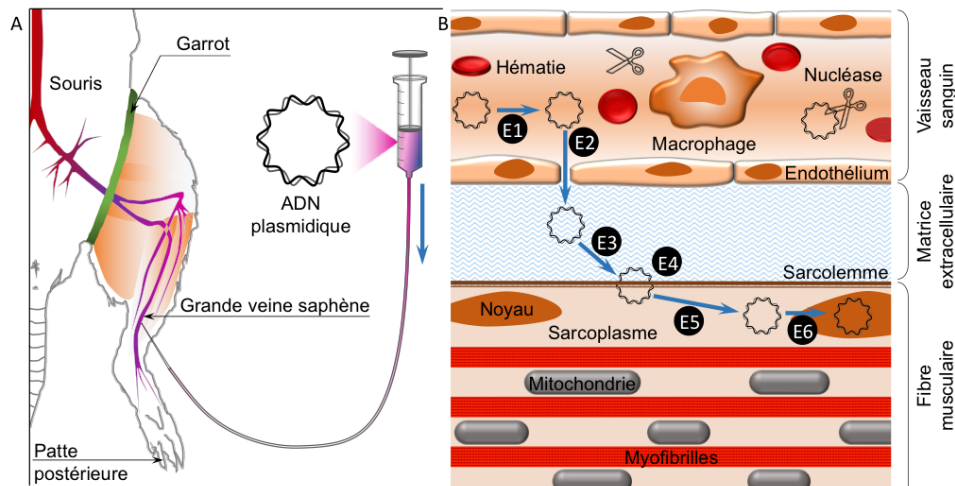 A
Garrot
Souris
ADN
plasmidique
Grande veine saphène
Patte
postérieure
B
Hématie
Nucléase
E1
E2
Macrophage
Endothélium
E3
E4
Sarcolemme
Noyau
Sarcoplasme
E5
E6
Mitochondrie
Myofibrilles
Vaisseau
sanguin
Matrice
extracellulaire
Fibre
musculaire